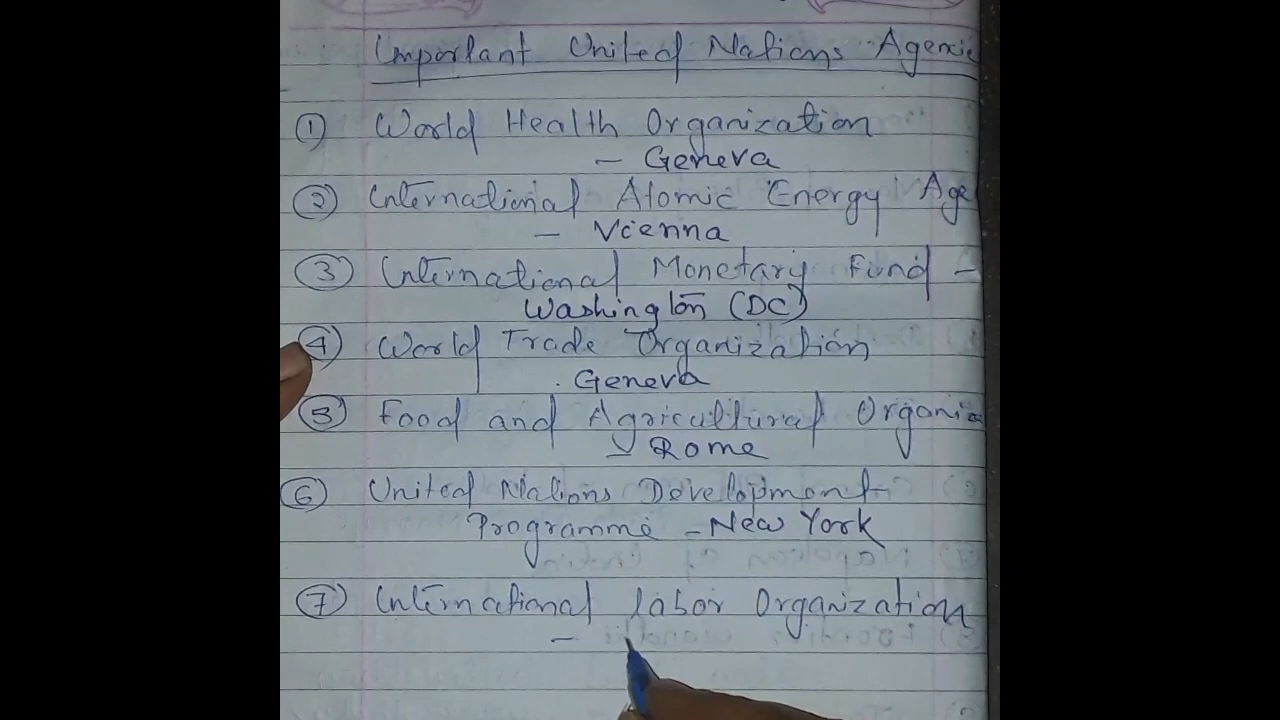 Important United Nations Agencie
① World Health Organization
- Geneva
② International Atomic Energy Age
- Vienna
③ International Monetary Fund -
Washington (DC)
④ World Trade Organization
. Geneva
⑤ Food and Agricultural Organiz
- Rome
⑥ United Nations Development
Programme - New York
⑦ International labor Organization
-